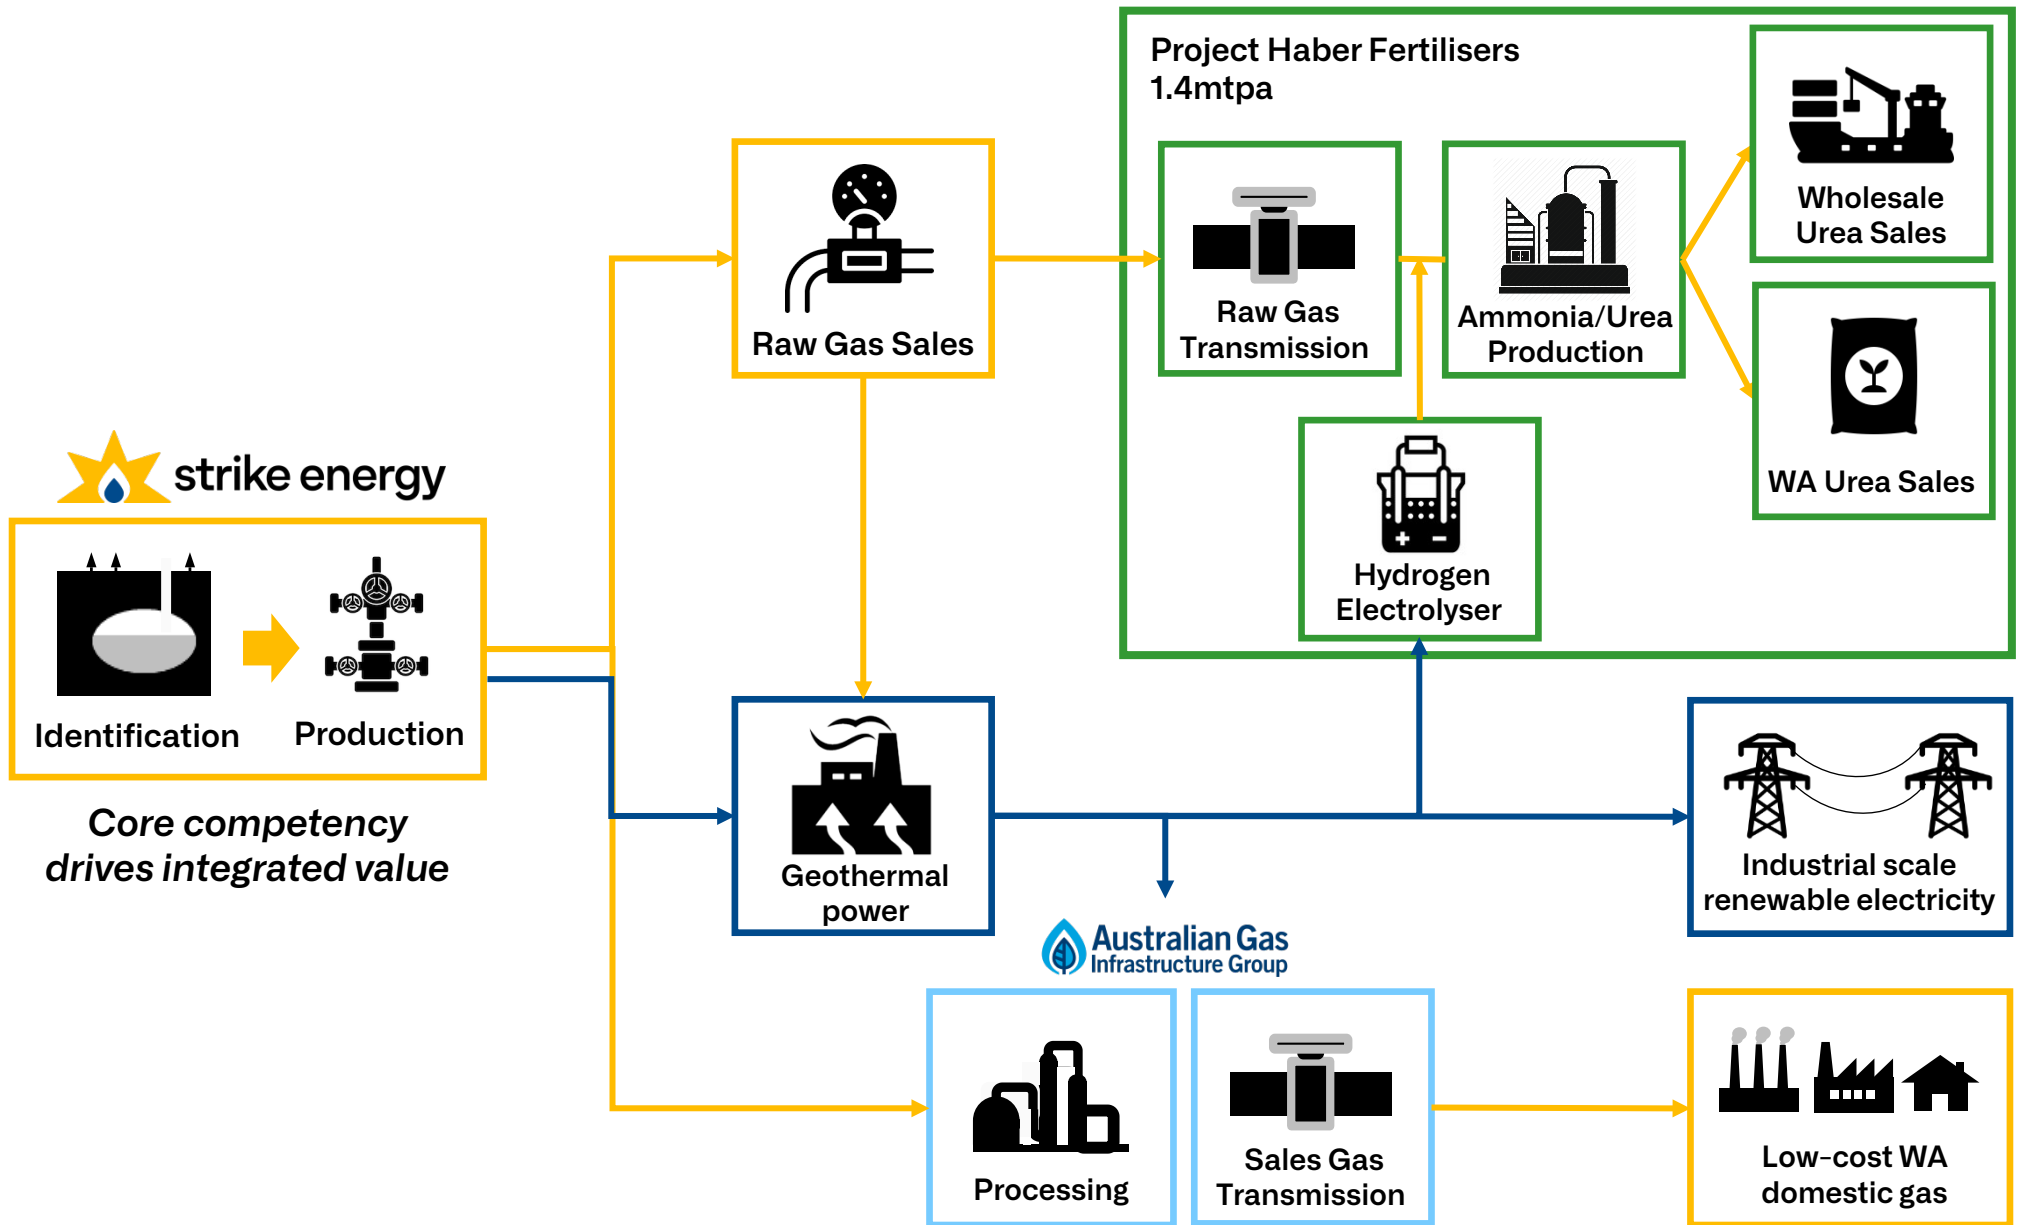 Project Haber Fertilisers
1.4mtpa
Wholesale
Urea Sales
Raw Gas Sales
Raw Gas
Transmission
Ammonia/Urea
Production
WA Urea Sales
Hydrogen
Electrolyser
strike energy
Identification
Production
Core competency
drives integrated value
Geothermal
power
Industrial scale
renewable electricity
Australian Gas
Infrastructure Group
Processing
Sales Gas
Transmission
Low-cost WA
domestic gas